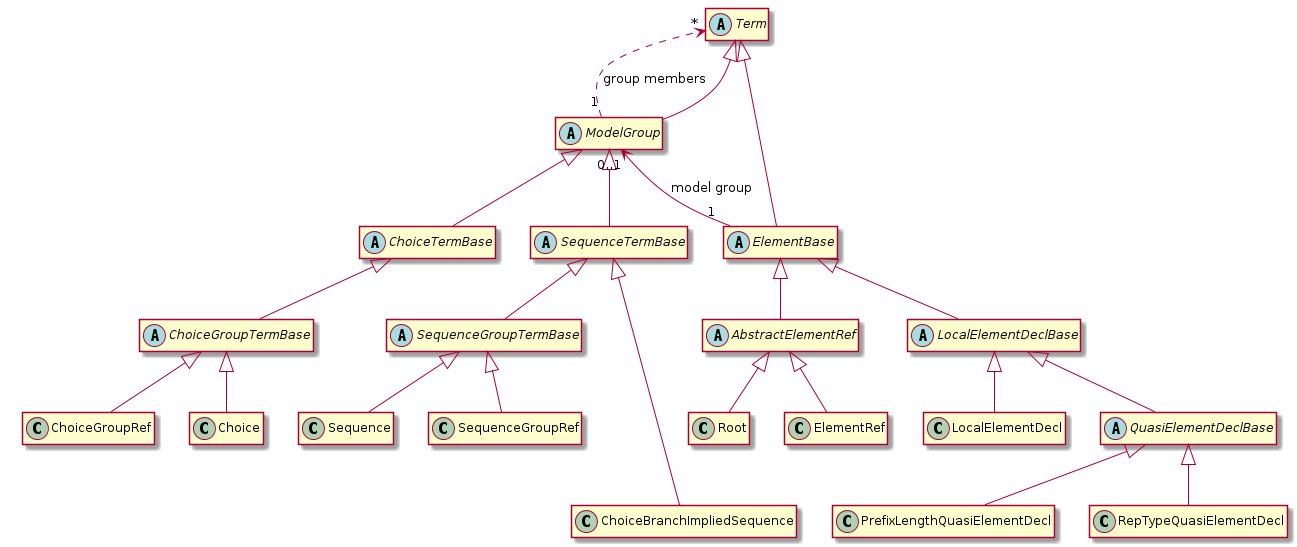 * A Term
group members
1
A ModelGroup
0..1
model group
1
A ChoiceTermBase A SequenceTermBase A ElementBase
A ChoiceGroupTermBase A SequenceGroupTermBase A AbstractElementRef A LocalElementDeclBase
C ChoiceGroupRef C Choice C Sequence C SequenceGroupRef C Root C ElementRef C LocalElementDecl A QuasiElementDeclBase
C ChoiceBranchImpliedSequence C PrefixLengthQuasiElementDecl C RepTypeQuasiElementDecl